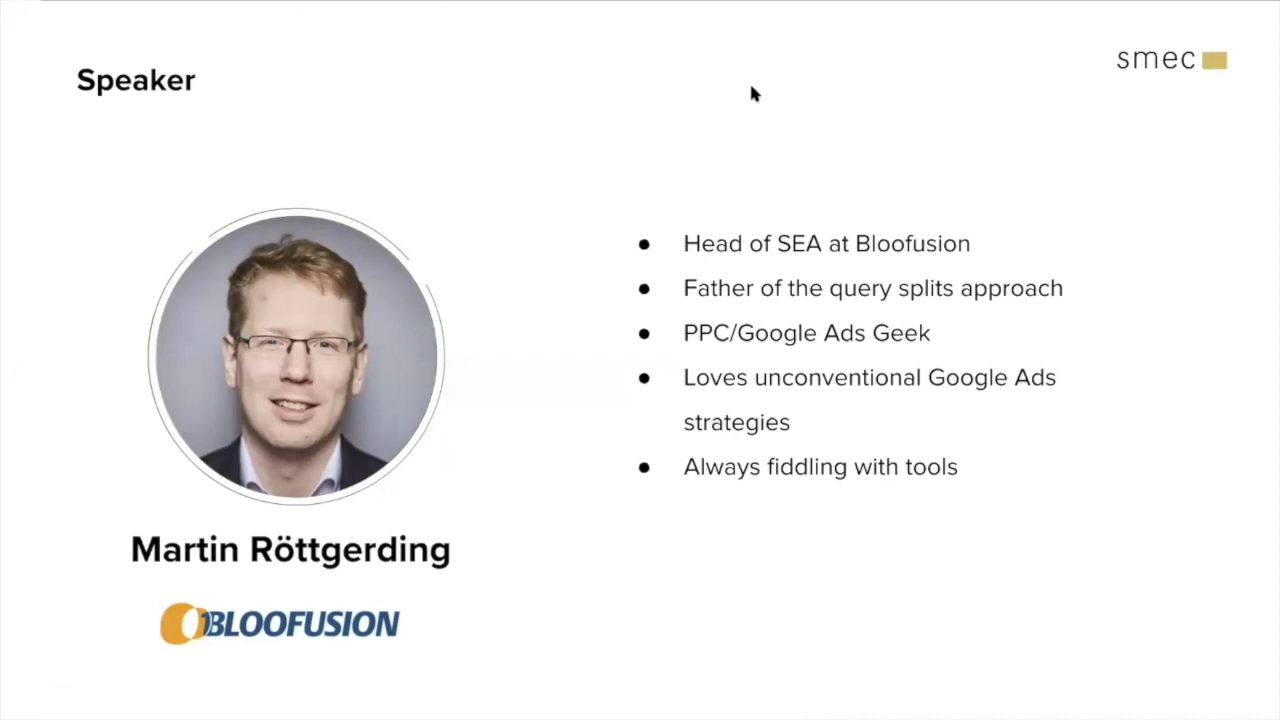 Speaker
smec
● Head of SEA at Bloofusion
● Father of the query splits approach
● PPC/Google Ads Geek
● Loves unconventional Google Ads
strategies
● Always fiddling with tools
Martin Röttgerding
BLOOFUSION